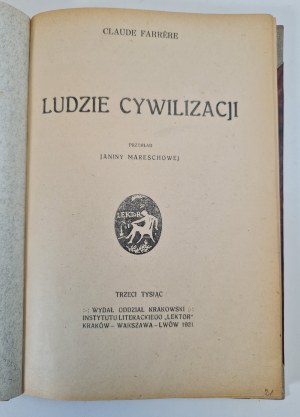 CLAUDE FARRÈRE
LUDZIE CYWILIZACJI
PRZEKŁAD
JANINY MAKESCHOWEJ
LEKTOR
TRZECI TYSIĄC
WYDAŁ ODDZIAŁ KRAKOWSKI
INSTYTUTU LITERACKIEGO „LEKTOR"
KRAKÓW – WARSZAWA – LWÓW 1921